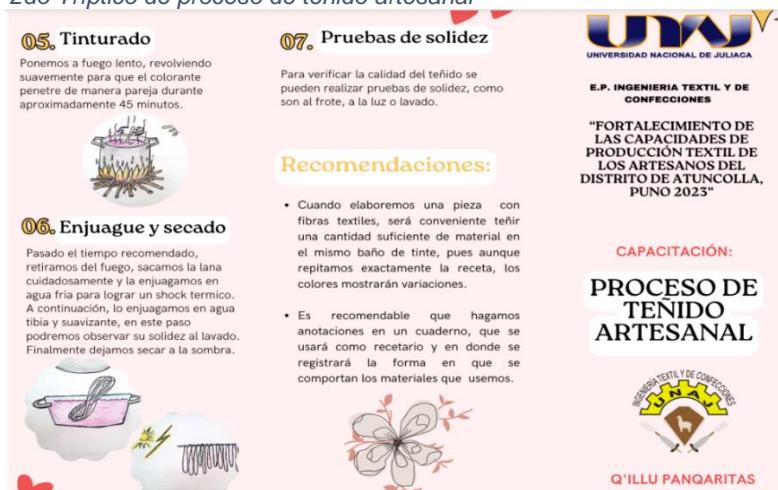 2do Tríptico de proceso de teñido artesanal
05. Tinturado
Ponemos a fuego lento, revolviendo
suavemente para que el colorante
penetre de manera pareja durante
aproximadamente 45 minutos.
06. Enjuague y secado
Pasado el tiempo recomendado,
retiramos del fuego, sacamos la lana
cuidadosamente y la enjuagamos en
agua fria para lograr un shock termico.
A continuación, lo enjuagamos en agua
tibia y suavizante, en este paso
podremos observar su solidez al lavado.
Finalmente dejamos secar a la sombra.
07. Pruebas de solidez
Para verificar la calidad del teñido se
pueden realizar pruebas de solidez, como
son al frote, a la luz o lavado.
Recomendaciones:
• Cuando elaboremos una pieza con
fibras textiles, será conveniente teñir
una cantidad suficiente de material en
el mismo baño de tinte, pues aunque
repitamos exactamente la receta, los
colores mostrarán variaciones.
• Es recomendable que hagamos
anotaciones en un cuaderno, que se
usará como recetario y en donde se
registrará la forma en que se
comportan los materiales que usemos.
UNAJ
UNIVERSIDAD NACIONAL DE JULIACA
E.P. INGENIERIA TEXTIL Y DE
CONFECCIONES
"FORTALECIMIENTO DE
LAS CAPACIDADES DE
PRODUCCIÓN TEXTIL DE
LOS ARTESANOS DEL
DISTRITO DE ATUNCOLLA,
PUNO 2023"
CAPACITACIÓN:
PROCESO DE
TEÑIDO
ARTESANAL
INGENIERIA TEXTIL Y DE CONFECCIONES
UNAJ
Q'ILLU PANQARITAS